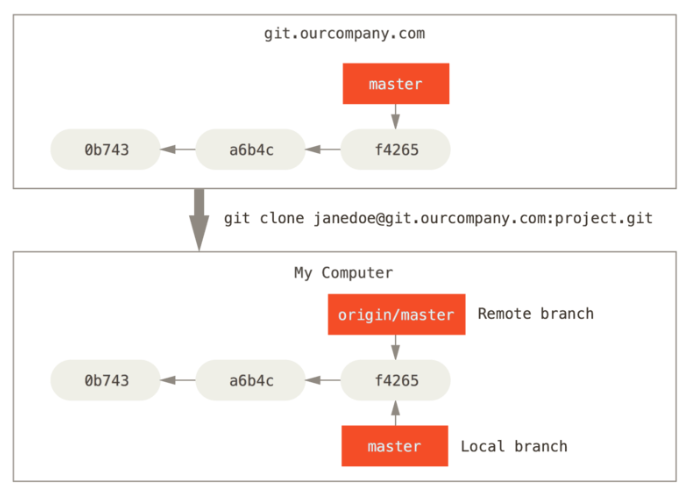 git.ourcompany.com
master
0b743 a6b4c f4265
git clone janedoe@git.ourcompany.com:project.git
My Computer
origin/master Remote branch
0b743 a6b4c f4265
master Local branch